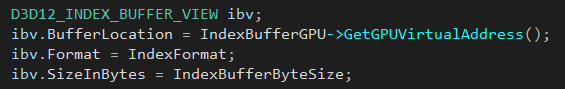 D3D12_INDEX_BUFFER_VIEW ibv;
ibv.BufferLocation = IndexBufferGPU->GetGPUVirtualAddress();
ibv.Format = IndexFormat;
ibv.SizeInBytes = IndexBufferByteSize;